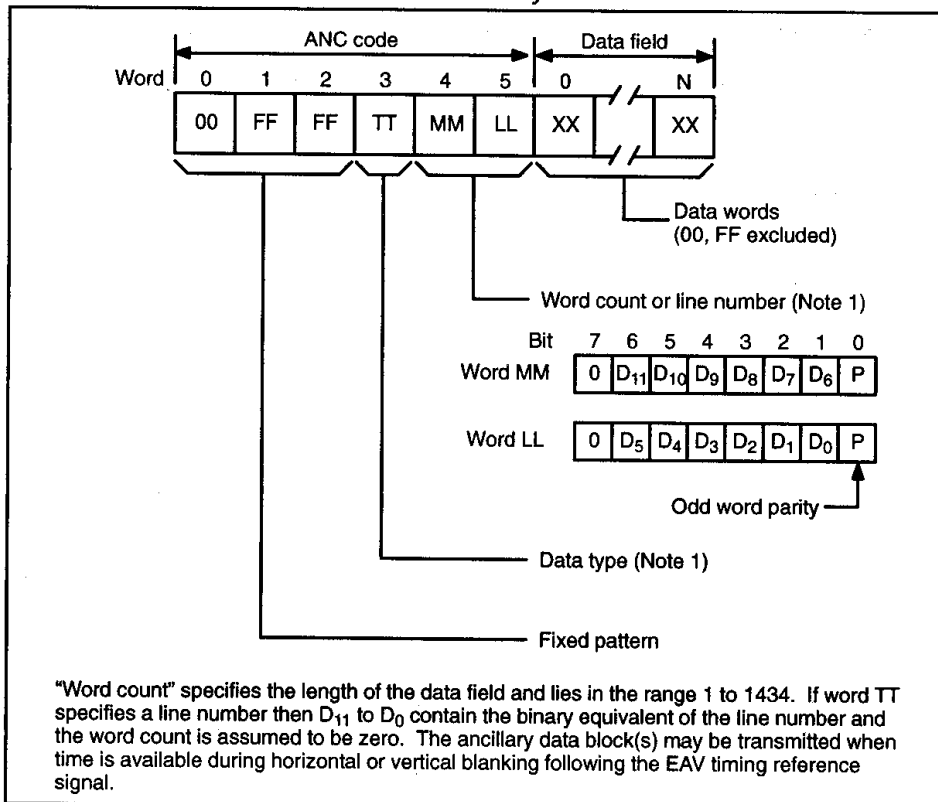 ANC code Data field
Word 0 1 2 3 4 5 0 N
00 FF FF TT MM LL XX XX
Data words
(00, FF excluded)
Word count or line number (Note 1)
Bit 7 6 5 4 3 2 1 0
Word MM 0 D11 D10 D9 D8 D7 D6 P
Word LL 0 D5 D4 D3 D2 D1 D0 P
Odd word parity
Data type (Note 1)
Fixed pattern
"Word count" specifies the length of the data field and lies in the range 1 to 1434. If word TT
specifies a line number then D11 to D0 contain the binary equivalent of the line number and
the word count is assumed to be zero. The ancillary data block(s) may be transmitted when
time is available during horizontal or vertical blanking following the EAV timing reference
signal.